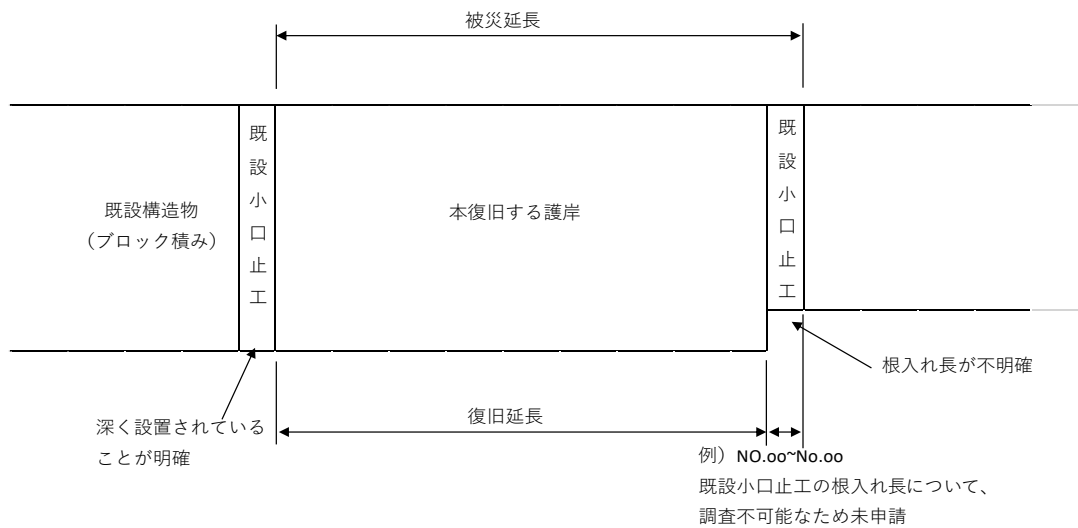 被災延長
既設小口止工
既設小口止工
既設構造物
（ブロック積み）
本復旧する護岸
根入れ長が不明確
復旧延長
深く設置されている
ことが明確
例）NO.oo~No.oo
既設小口止工の根入れ長について、
調査不可能なため未申請